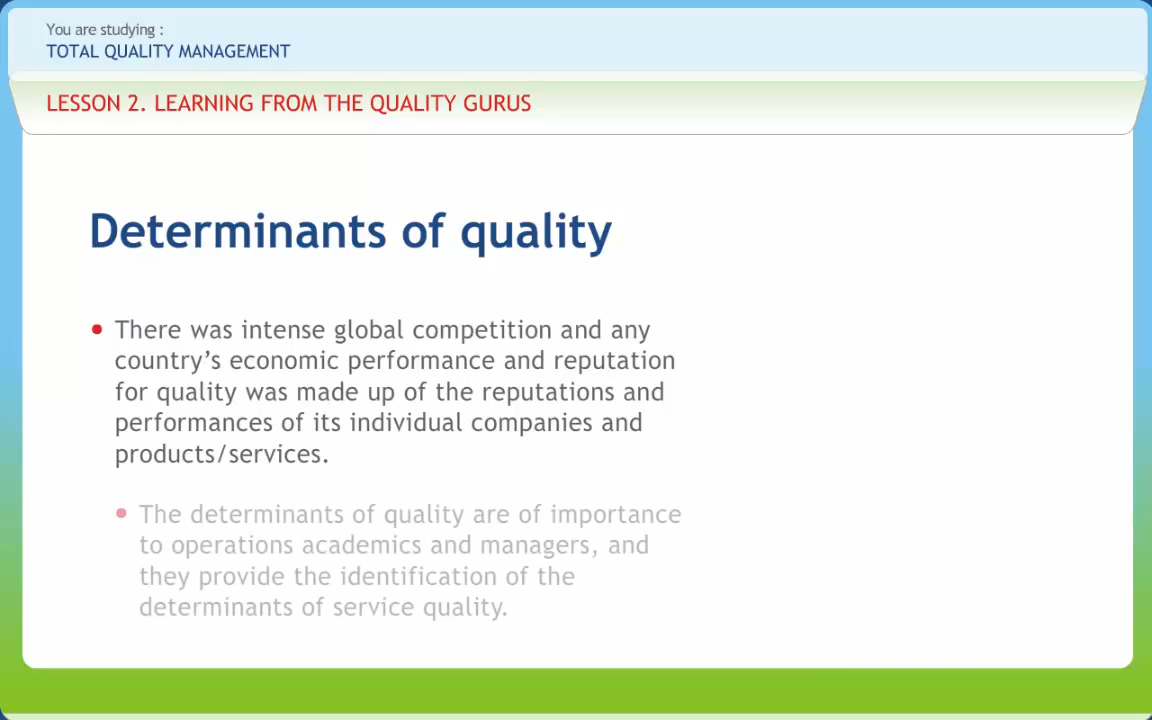 You are studying :
TOTAL QUALITY MANAGEMENT
LESSON 2. LEARNING FROM THE QUALITY GURUS
Determinants of quality
• There was intense global competition and any
country’s economic performance and reputation
for quality was made up of the reputations and
performances of its individual companies and
products/services.
• The determinants of quality are of importance
to operations academics and managers, and
they provide the identification of the
determinants of service quality.